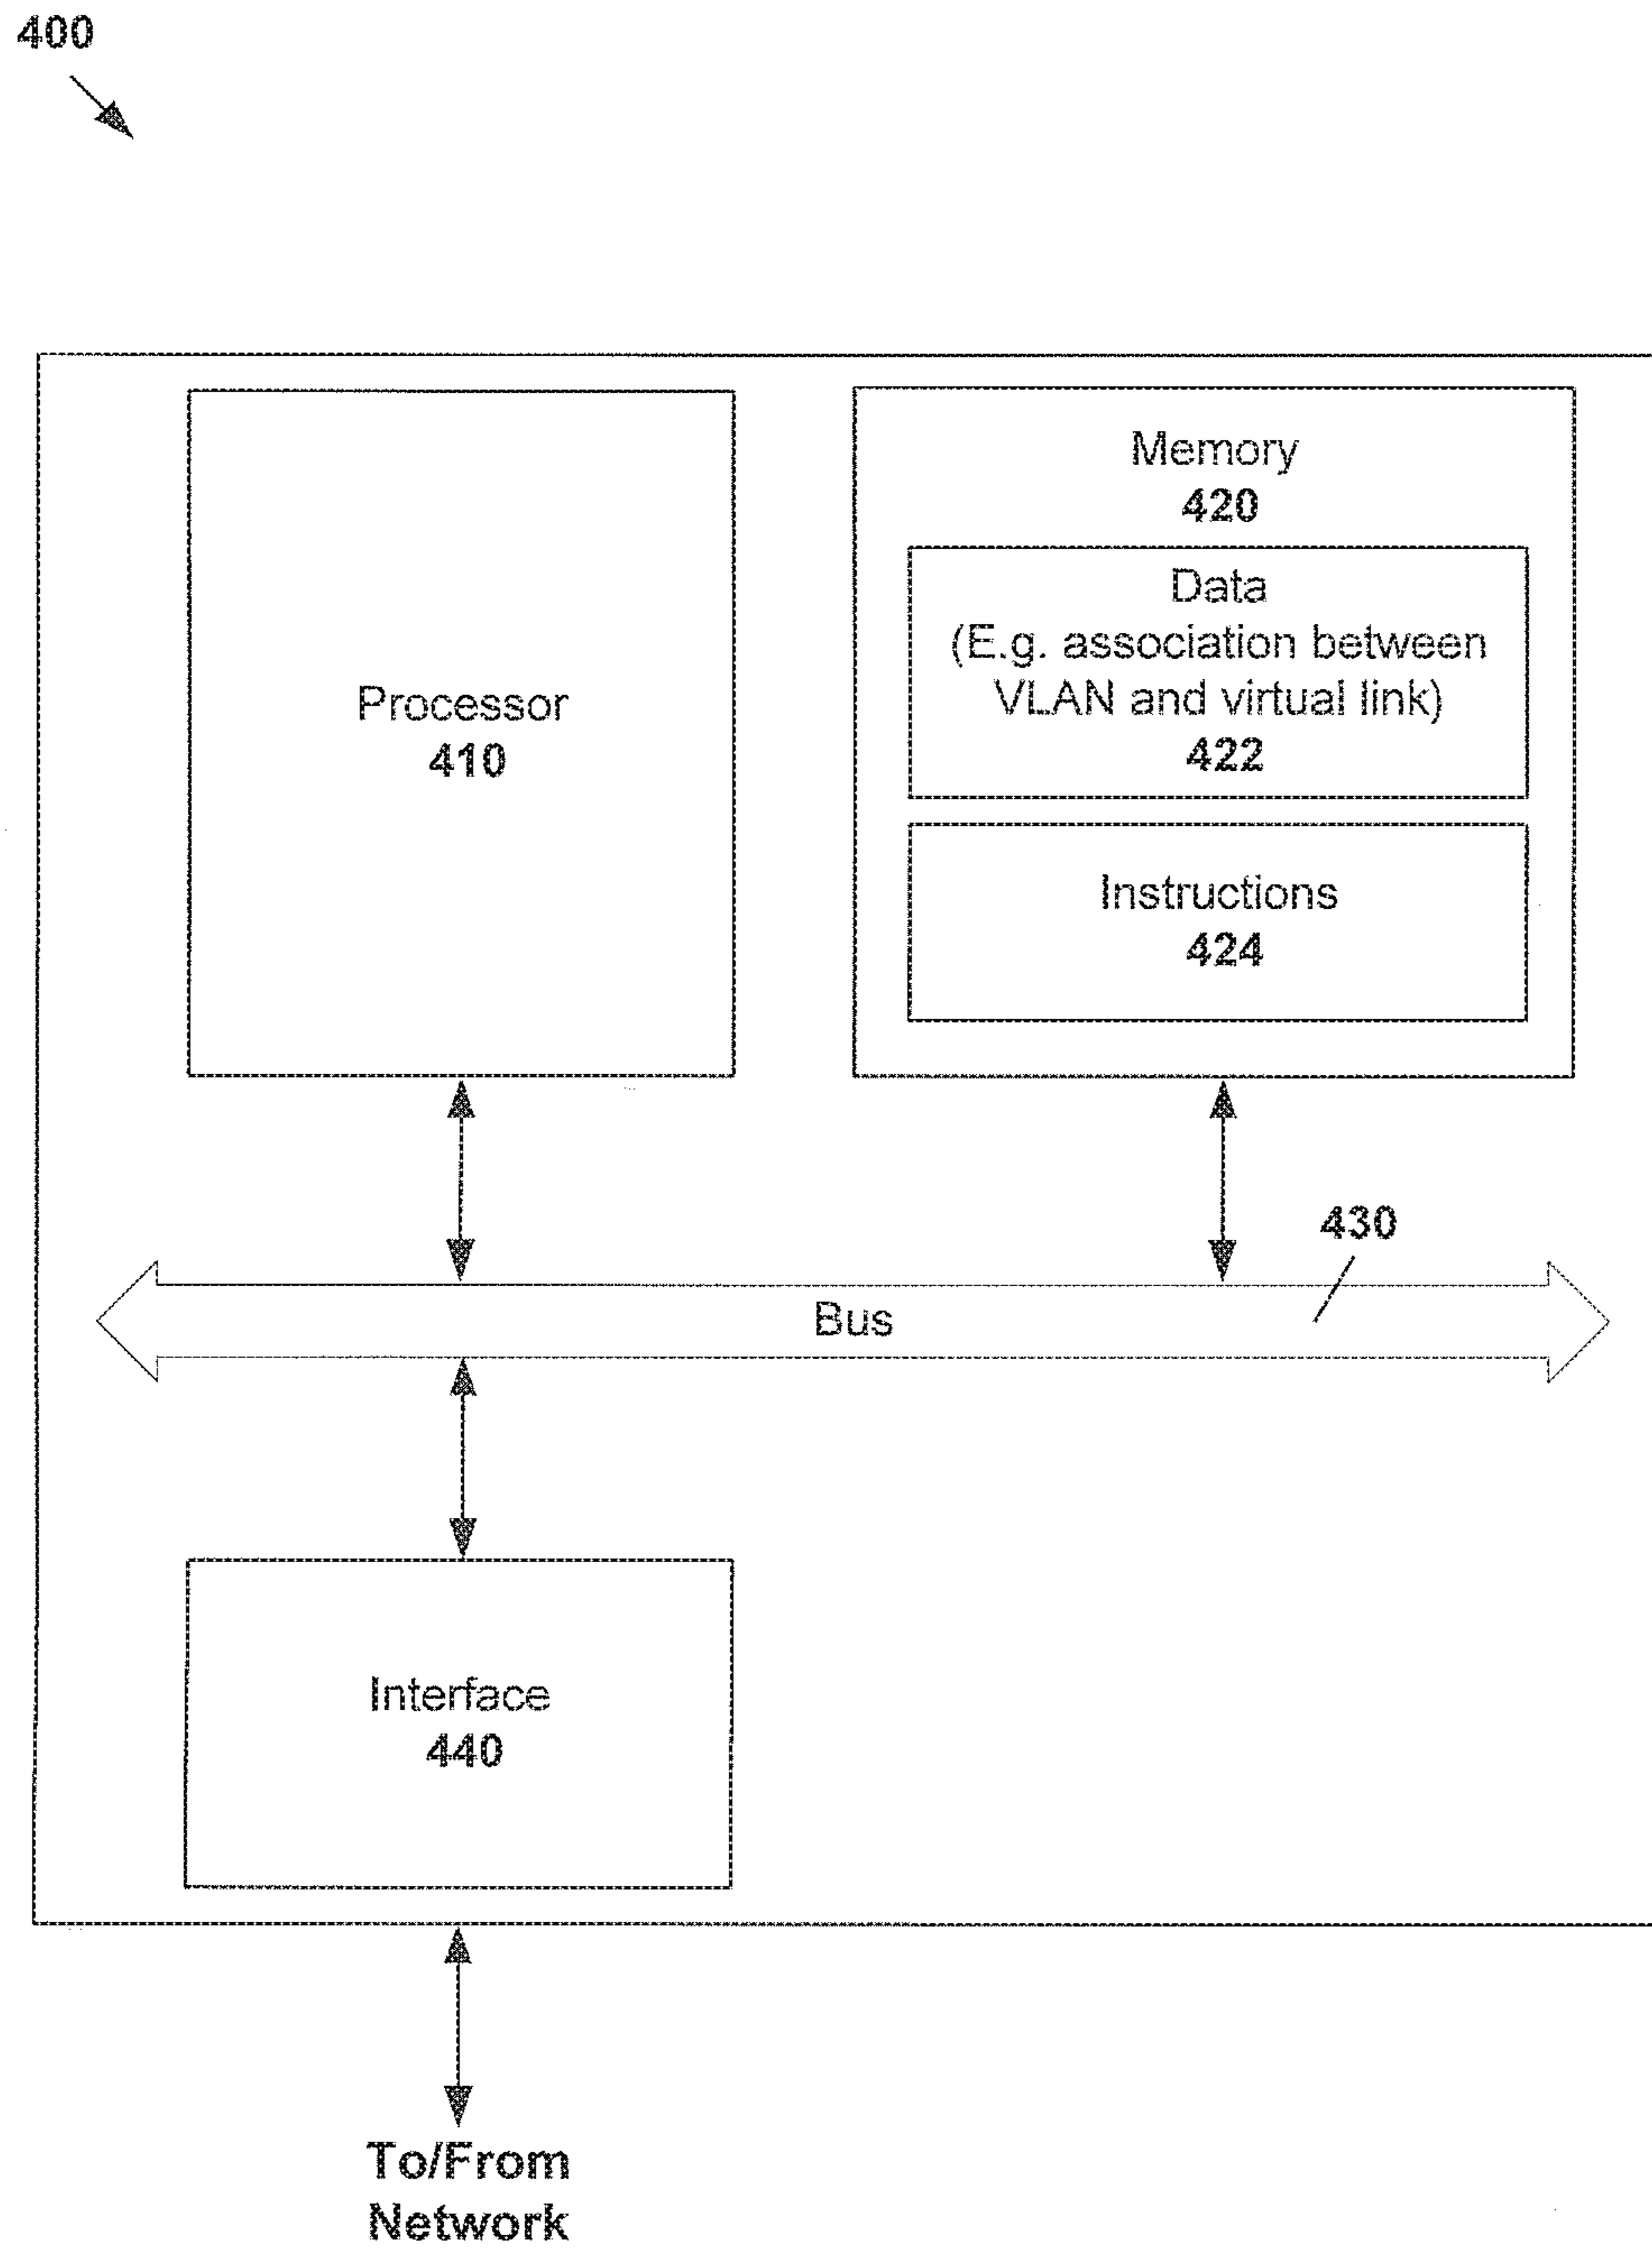 400
Processor
410
Memory
420
Data
(E.g. association between
VLAN and virtual link)
422
Instructions
424
430
Bus
Interface
440
To/From
Network